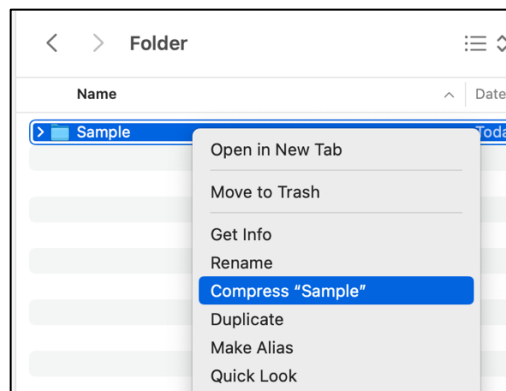 Folder
Name Date
Sample
Open in New Tab
Move to Trash
Get Info
Rename
Compress “Sample”
Duplicate
Make Alias
Quick Look